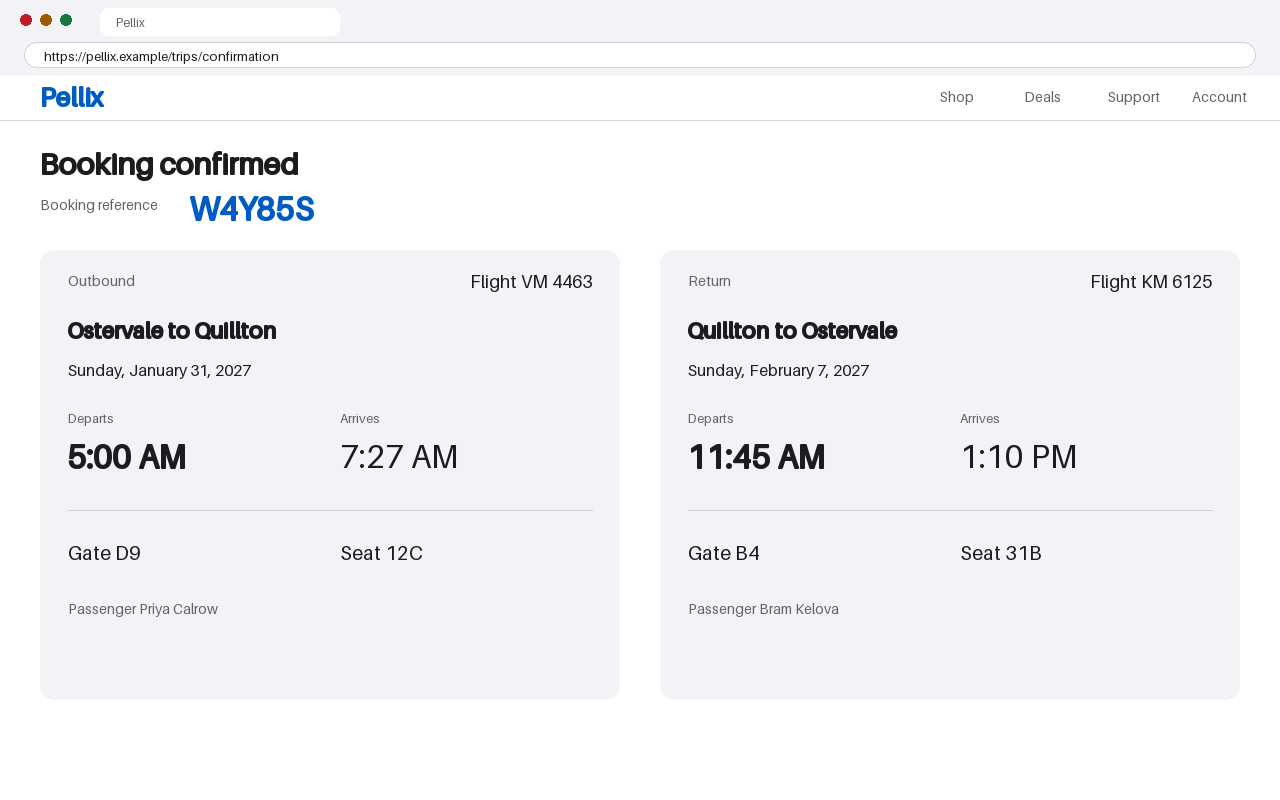 Pellix
https://pellix.example/trips/confirmation
Pellix
Shop Deals Support Account
Booking confirmed
Booking reference W4Y85S
Outbound Flight VM 4463
Ostervale to Quillton
Sunday, January 31, 2027
Departs Arrives
5:00 AM 7:27 AM
Gate D9 Seat 12C
Passenger Priya Calrow
Return Flight KM 6125
Quillton to Ostervale
Sunday, February 7, 2027
Departs Arrives
11:45 AM 1:10 PM
Gate B4 Seat 31B
Passenger Bram Kelova